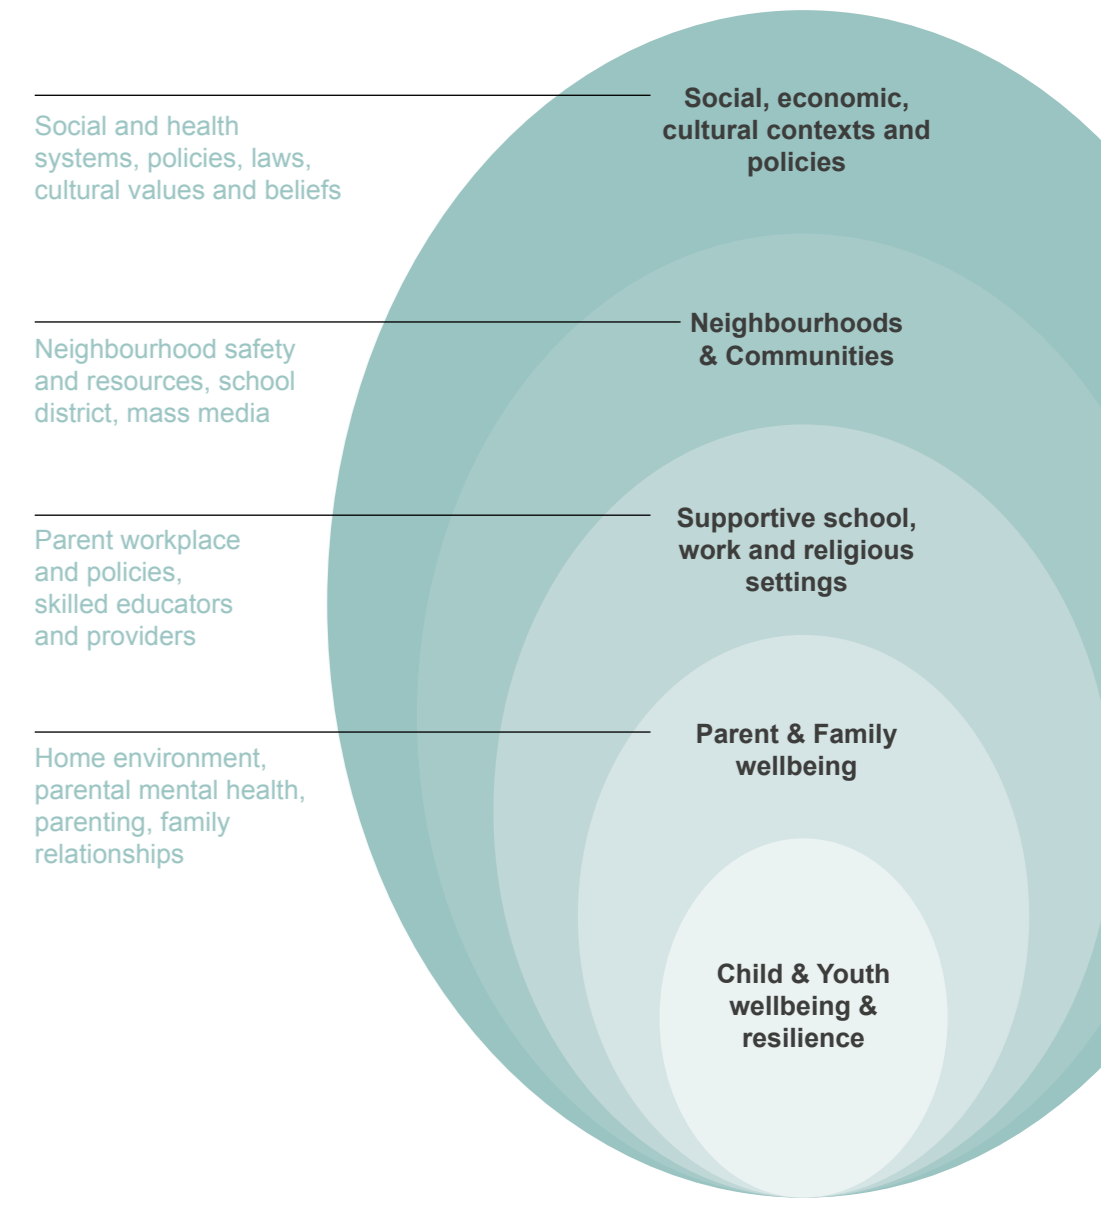 Social, economic,
cultural contexts and
policies
Social and health
systems, policies, laws,
cultural values and beliefs
Neighbourhoods
& Communities
Neighbourhood safety
and resources, school
district, mass media
Supportive school,
work and religious
settings
Parent workplace
and policies,
skilled educators
and providers
Parent & Family
wellbeing
Home environment,
parental mental health,
parenting, family
relationships
Child & Youth
wellbeing &
resilience